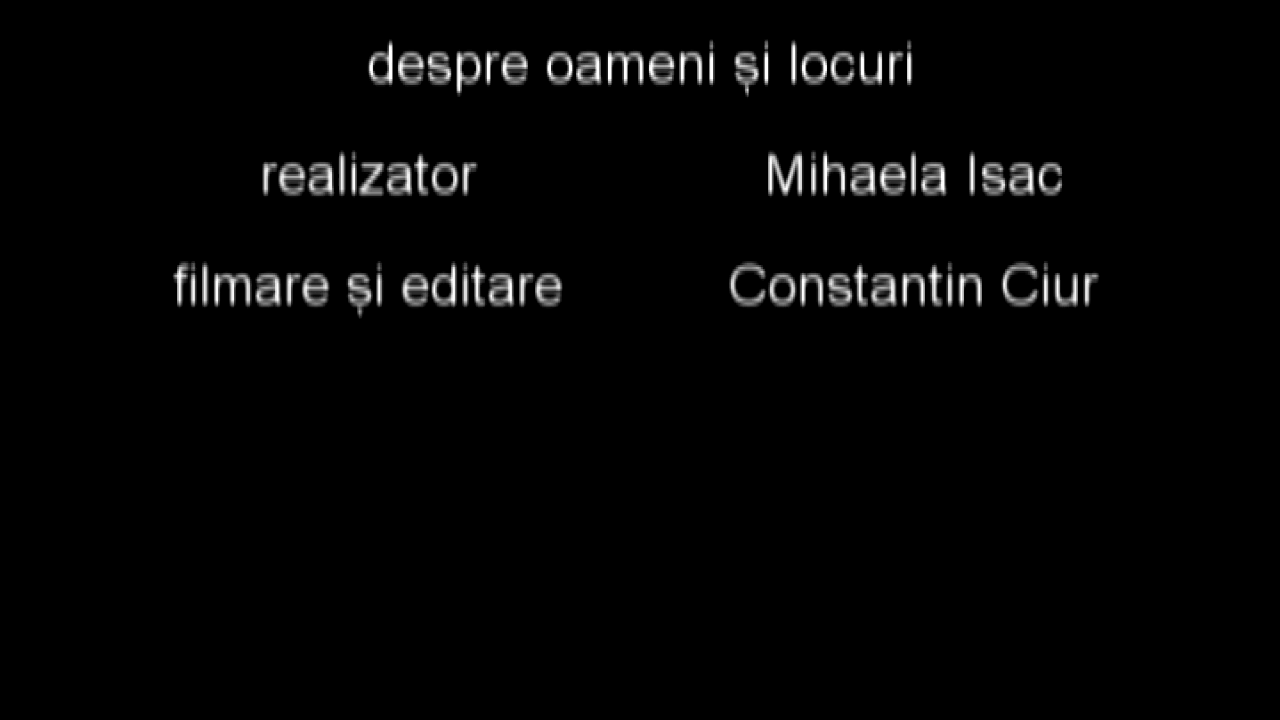 despre oameni și locuri
realizator Mihaela Isac
filmare și editare Constantin Ciur